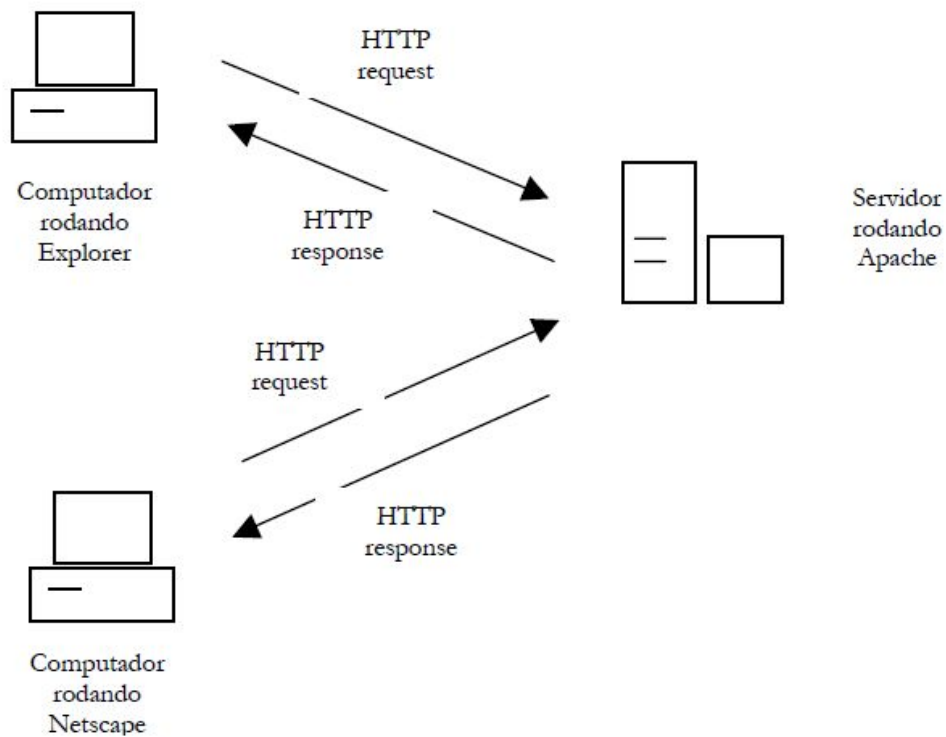 HTTP
request
Computador
rodando
Explorer
HTTP
response
Servidor
rodando
Apache
HTTP
request
HTTP
response
Computador
rodando
Netscape